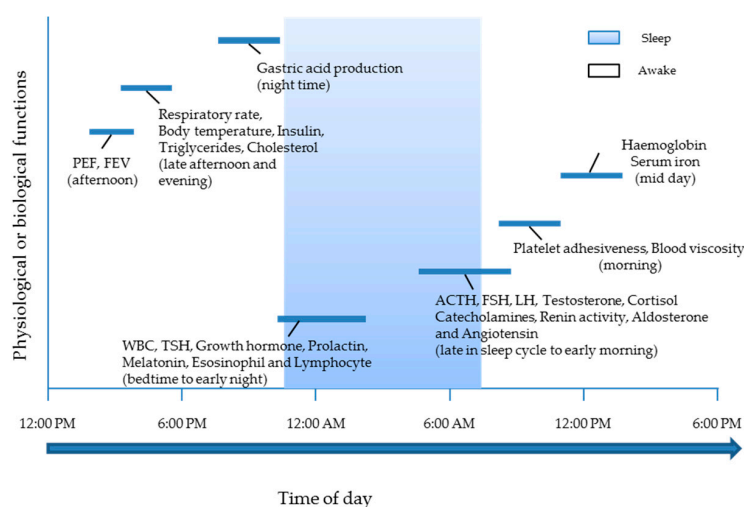 Physiological or biological functions
Sleep
Awake
Gastric acid production
(night time)
Respiratory rate,
Body temperature, Insulin,
Triglycerides, Cholesterol
(late afternoon and
evening)
PEF, FEV
(afternoon)
Haemoglobin
Serum iron
(mid day)
Platelet adhesiveness, Blood viscosity
(morning)
ACTH, FSH, LH, Testosterone, Cortisol
Catecholamines, Renin activity, Aldosterone
and Angiotensin
(late in sleep cycle to early morning)
WBC, TSH, Growth hormone, Prolactin,
Melatonin, Esosinophil and Lymphocyte
(bedtime to early night)
12:00 PM 6:00 PM 12:00 AM 6:00 AM 12:00 PM 6:00 PM
Time of day